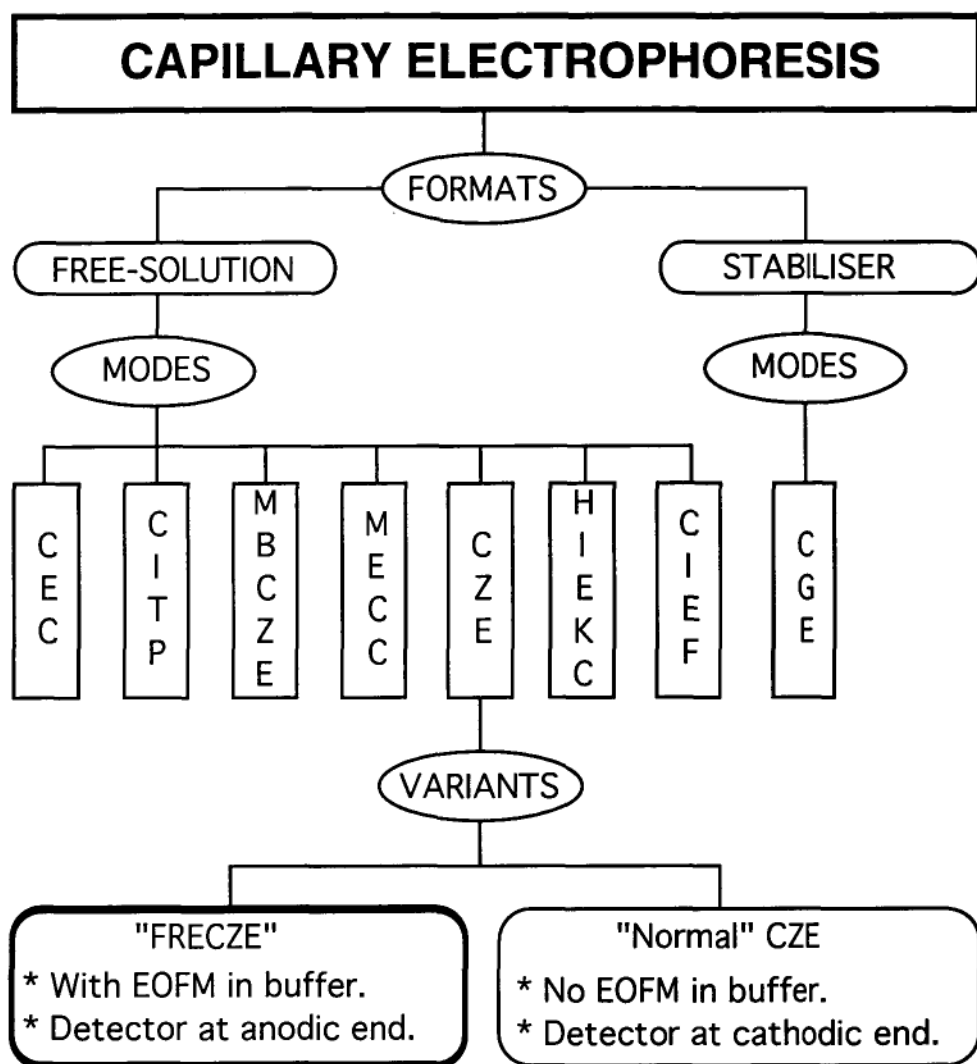 CAPILLARY ELECTROPHORESIS
FORMATS
FREE-SOLUTION
STABILISER
MODES
MODES
CEC
CITP
MBCZE
MECC
CZE
HIEKC
CIEF
CGE
VARIANTS
"FRECZE"
* With EOFM in buffer.
* Detector at anodic end.
"Normal" CZE
* No EOFM in buffer.
* Detector at cathodic end.